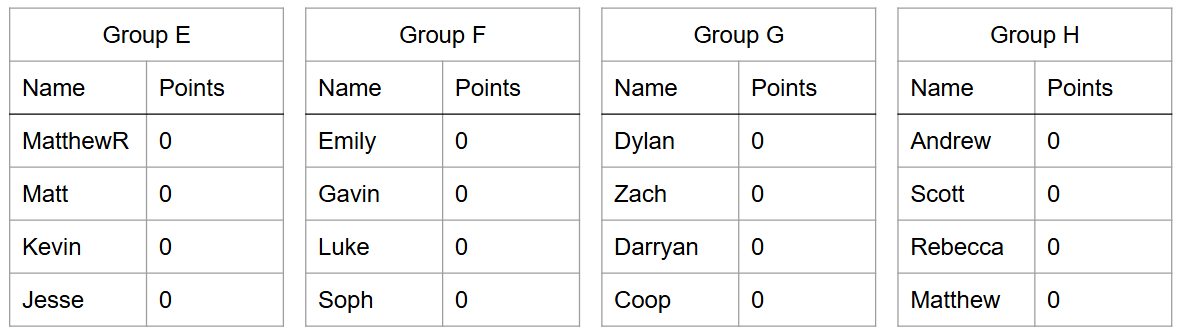 Group E
Name Points
MatthewR 0
Matt 0
Kevin 0
Jesse 0
Group F
Name Points
Emily 0
Gavin 0
Luke 0
Soph 0
Group G
Name Points
Dylan 0
Zach 0
Darryan 0
Coop 0
Group H
Name Points
Andrew 0
Scott 0
Rebecca 0
Matthew 0